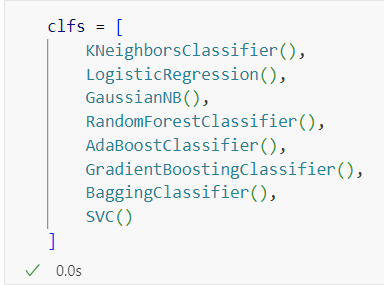 clfs = [
    KNeighborsClassifier(),
    LogisticRegression(),
    GaussianNB(),
    RandomForestClassifier(),
    AdaBoostClassifier(),
    GradientBoostingClassifier(),
    BaggingClassifier(),
    SVC()
]
✓ 0.0s